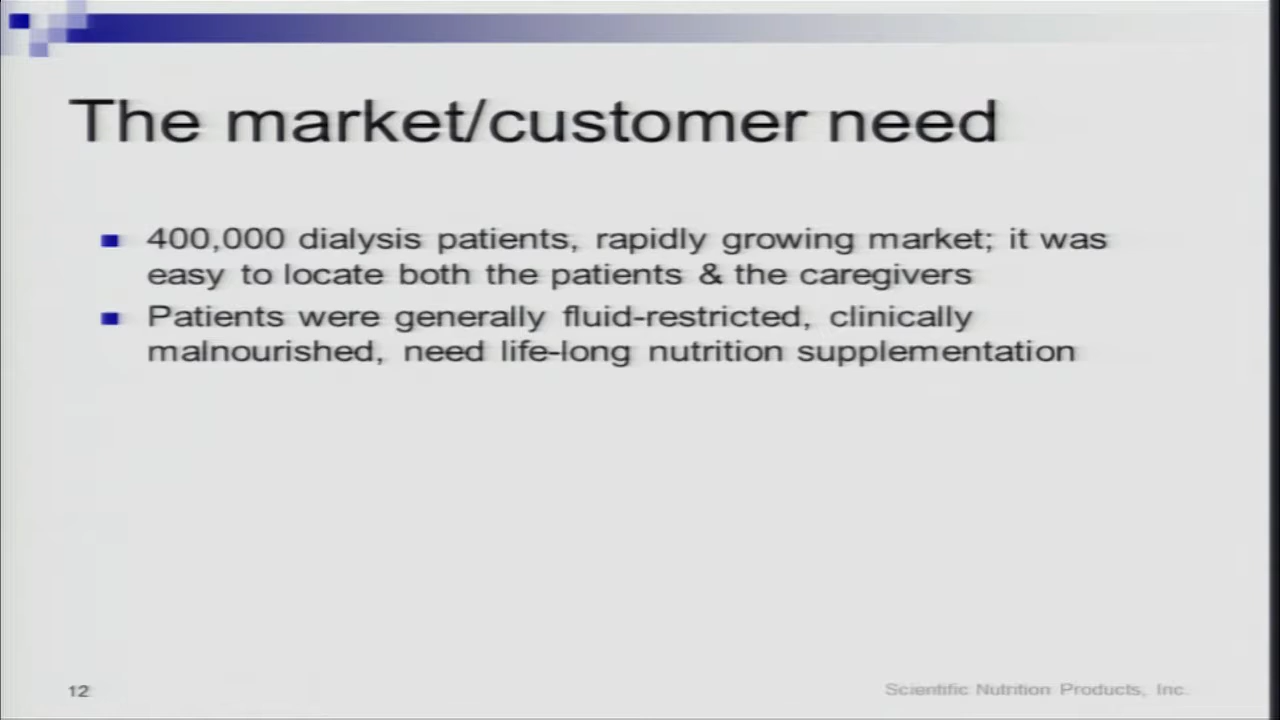 The market/customer need
400,000 dialysis patients, rapidly growing market; it was
easy to locate both the patients & the caregivers
Patients were generally fluid-restricted, clinically
malnourished, need life-long nutrition supplementation
12
Scientific Nutrition Products, Inc.